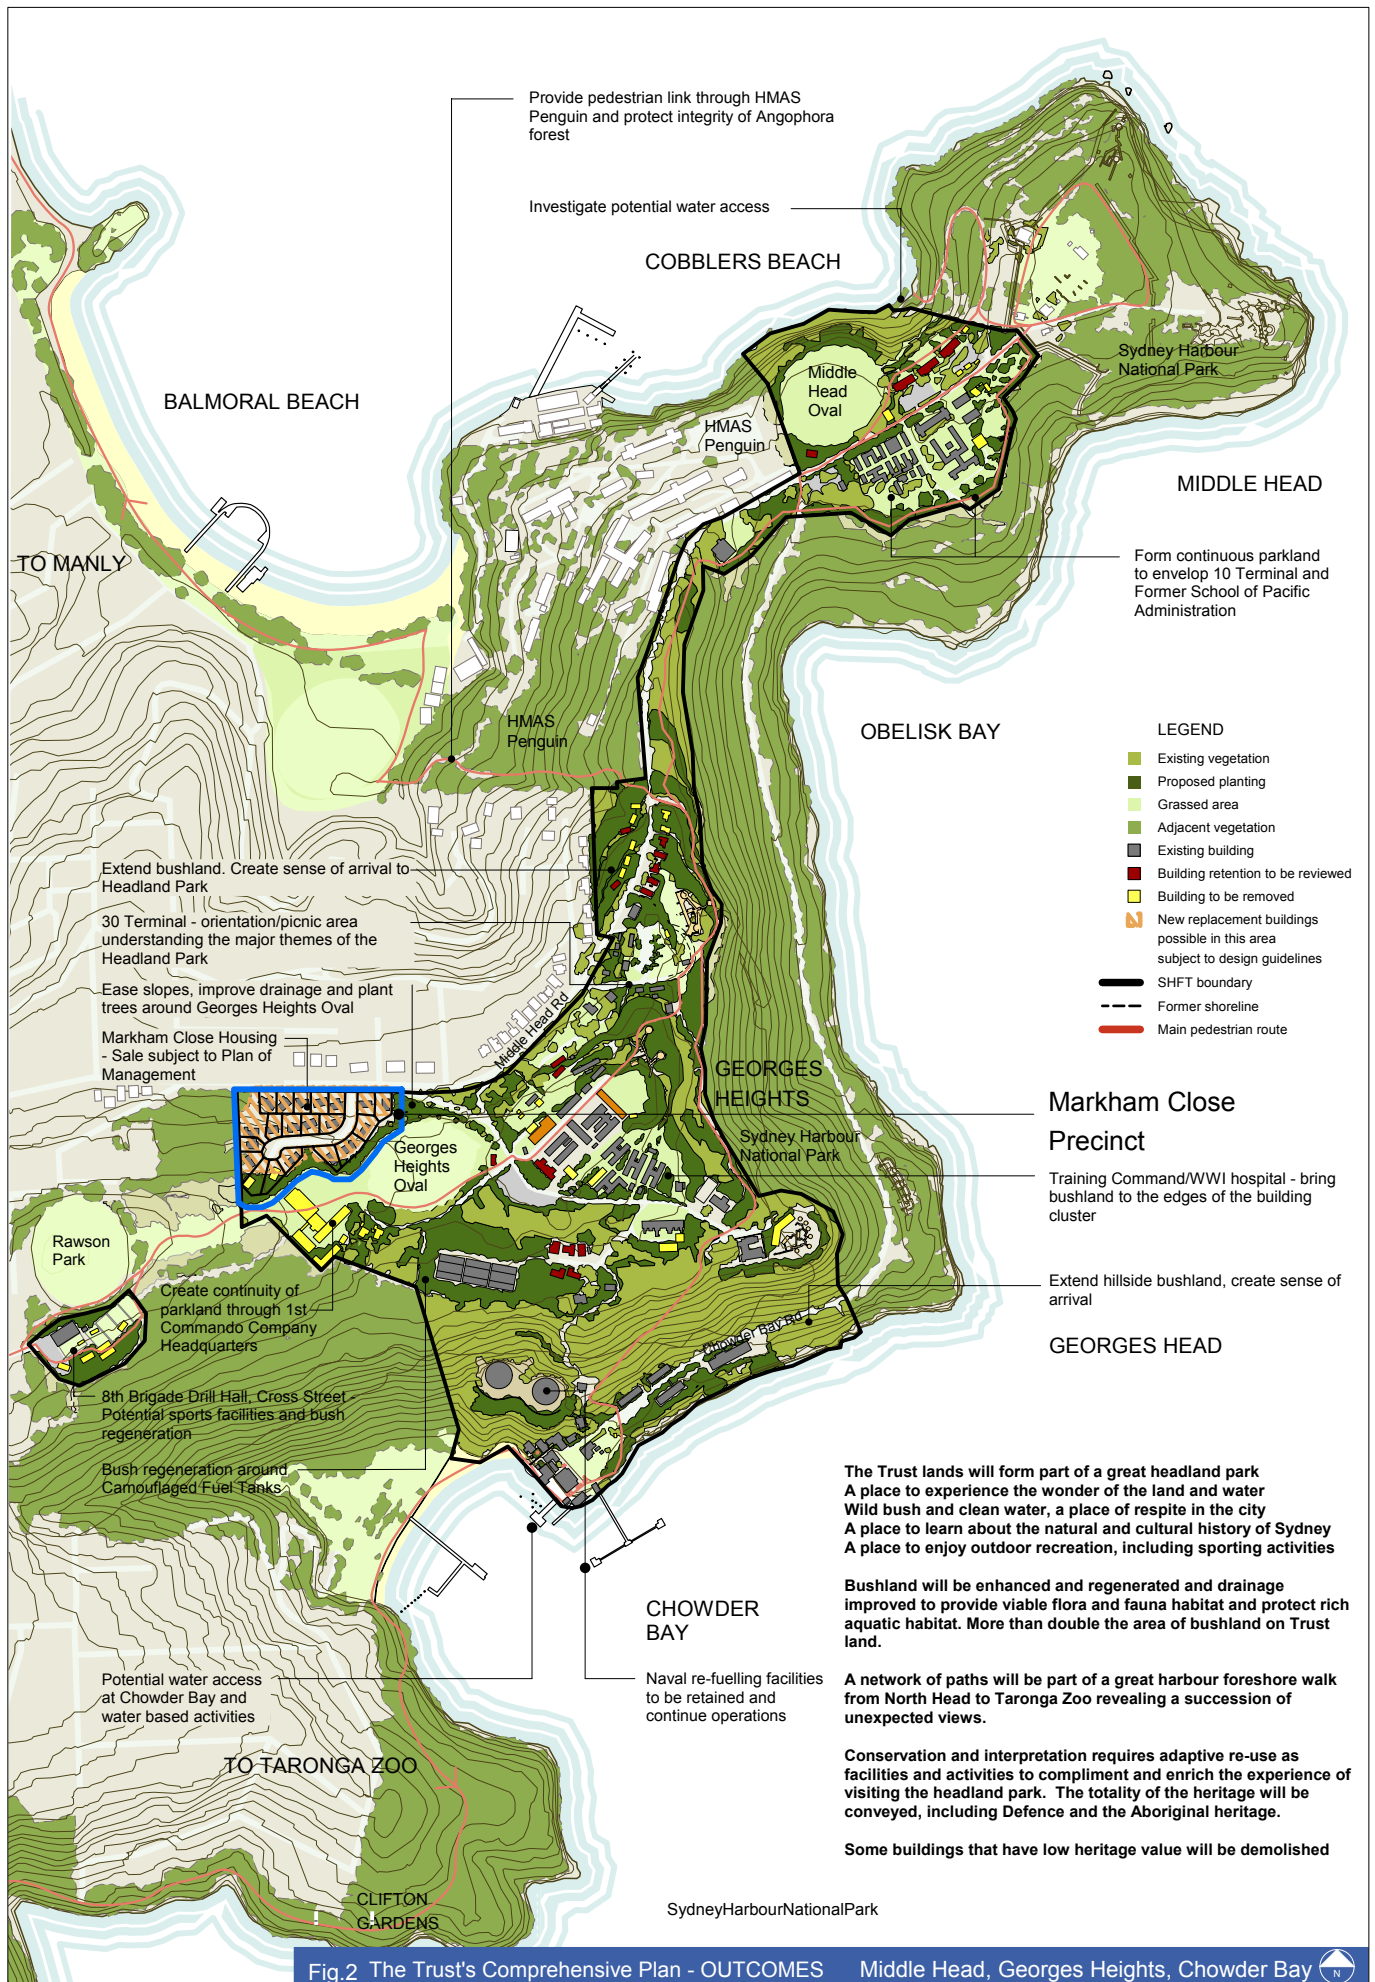 Provide pedestrian link through HMAS
Penguin and protect integrity of Angophora
forest
Investigate potential water access
COBBLERS BEACH
Sydney Harbour
National Park
Middle
Head
Oval
BALMORAL BEACH
HMAS
Penguin
MIDDLE HEAD
TO MANLY
Form continuous parkland
to envelop 10 Terminal and
Former School of Pacific
Administration
HMAS
Penguin
OBELISK BAY
LEGEND
Existing vegetation
Proposed planting
Grassed area
Adjacent vegetation
Existing building
Building retention to be reviewed
Building to be removed
New replacement buildings
possible in this area
subject to design guidelines
SHFT boundary
Former shoreline
Main pedestrian route
Extend bushland. Create sense of arrival to
Headland Park
30 Terminal - orientation/picnic area
understanding the major themes of the
Headland Park
Ease slopes, improve drainage and plant
trees around Georges Heights Oval
Markham Close Housing
- Sale subject to Plan of
Management
Middle Head Rd
GEORGES
HEIGHTS
Sydney Harbour
National Park
Markham Close
Precinct
Training Command/WWI hospital - bring
bushland to the edges of the building
cluster
Georges
Heights
Oval
Rawson
Park
Create continuity of
parkland through 1st
Commando Company
Headquarters
Extend hillside bushland, create sense of
arrival
Chowder Bay Rd
GEORGES HEAD
8th Brigade Drill Hall, Cross Street -
Potential sports facilities and bush
regeneration
Bush regeneration around
Camouflaged Fuel Tanks
The Trust lands will form part of a great headland park
A place to experience the wonder of the land and water
Wild bush and clean water, a place of respite in the city
A place to learn about the natural and cultural history of Sydney
A place to enjoy outdoor recreation, including sporting activities
Bushland will be enhanced and regenerated and drainage
improved to provide viable flora and fauna habitat and protect rich
aquatic habitat. More than double the area of bushland on Trust
land.
CHOWDER
BAY
Potential water access
at Chowder Bay and
water based activities
Naval re-fuelling facilities
to be retained and
continue operations
A network of paths will be part of a great harbour foreshore walk
from North Head to Taronga Zoo revealing a succession of
unexpected views.
TO TARONGA ZOO
Conservation and interpretation requires adaptive re-use as
facilities and activities to compliment and enrich the experience of
visiting the headland park.  The totality of the heritage will be
conveyed, including Defence and the Aboriginal heritage.
Some buildings that have low heritage value will be demolished
CLIFTON
GARDENS
SydneyHarbourNationalPark
Fig.2 The Trust's Comprehensive Plan - OUTCOMES Middle Head, Georges Heights, Chowder Bay
N